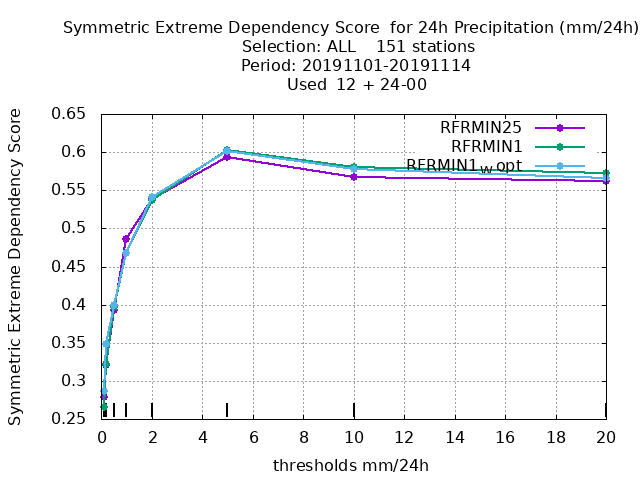 Symmetric Extreme Dependency Score  for 24h Precipitation (mm/24h)
Selection: ALL    151 stations
Period: 20191101-20191114
Used  12 + 24-00
Symmetric Extreme Dependency Score
0.65
0.6
0.55
0.5
0.45
0.4
0.35
0.3
0.25
RFRMIN25
RFRMIN1
RFRMIN1w opt
0 2 4 6 8 10 12 14 16 18 20
thresholds mm/24h